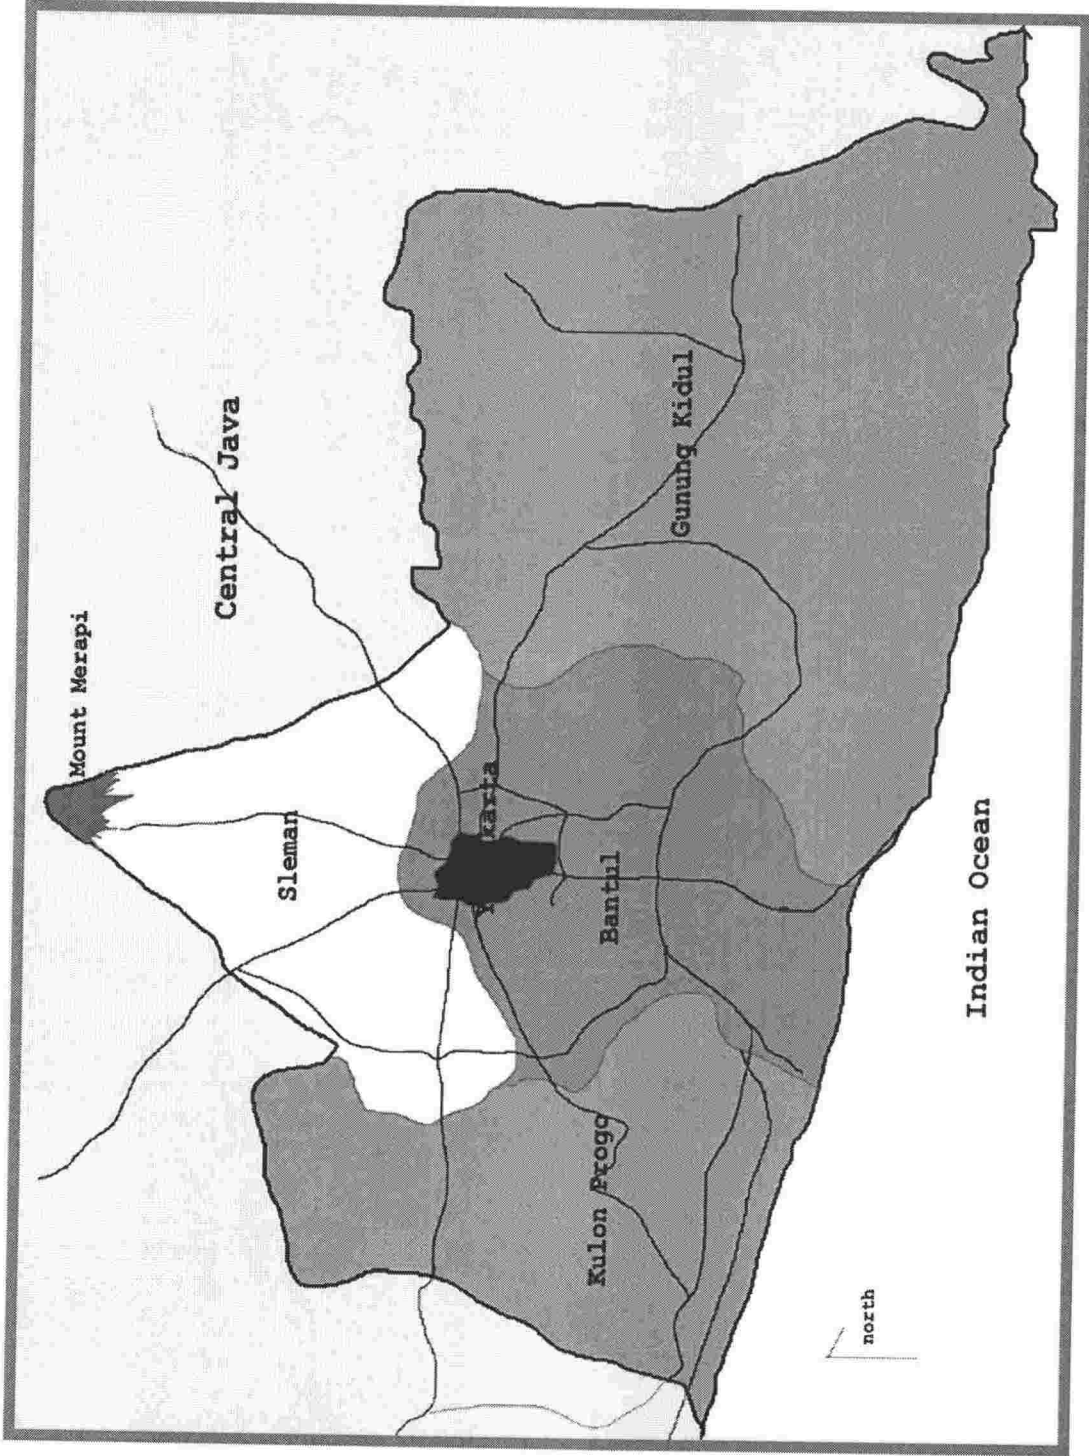 Mount Merapi
Central Java
Sleman
Gunung Kidul
Bantul
Kulon Progo
Indian Ocean
north